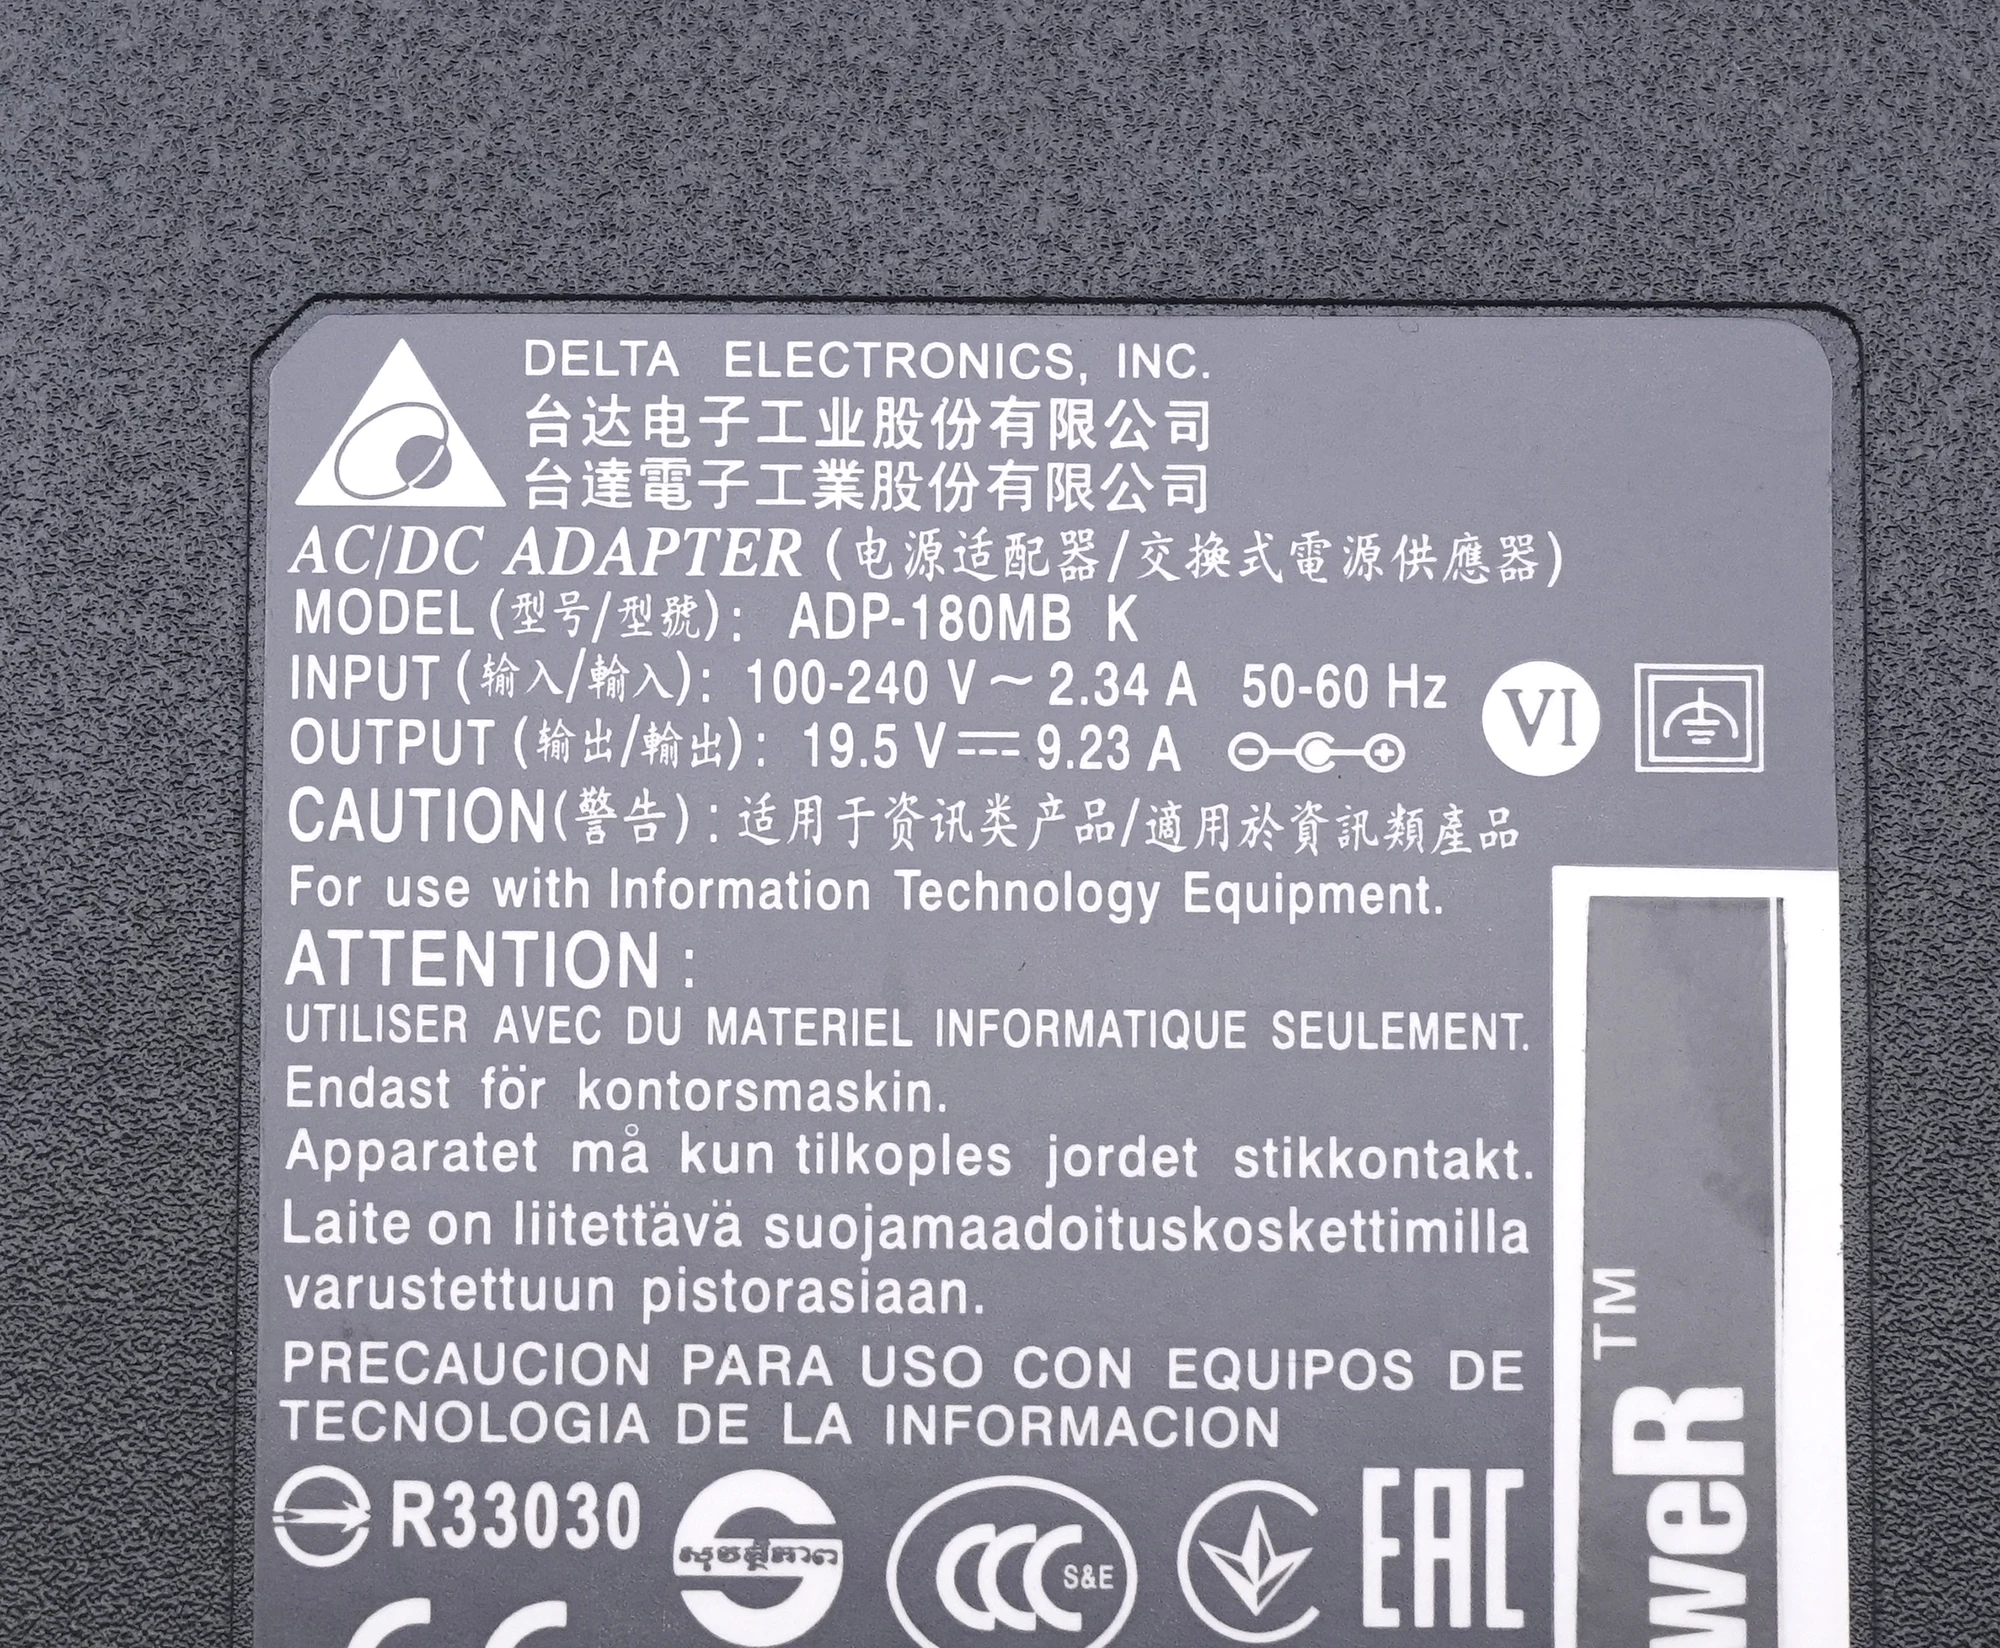 DELTA ELECTRONICS, INC.
台达电子工业股份有限公司
台達電子工業股份有限公司
AC/DC ADAPTER (电源适配器/交換式電源供應器)
MODEL (型号/型號): ADP-180MB K
INPUT (输入/輸入): 100-240 V ~ 2.34 A 50-60 Hz
VI
OUTPUT (输出/輸出): 19.5 V ⎓ 9.23 A
CAUTION(警告):适用于资讯类产品/適用於資訊類產品
For use with Information Technology Equipment.
ATTENTION :
UTILISER AVEC DU MATERIEL INFORMATIQUE SEULEMENT.
Endast för kontorsmaskin.
Apparatet må kun tilkoples jordet stikkontakt.
Laite on liitettävä suojamaadoituskoskettimilla
varustettuun pistorasiaan.
PRECAUCION PARA USO CON EQUIPOS DE
TECNOLOGIA DE LA INFORMACION
R33030
CCC S&E
EAC
CE
weR™